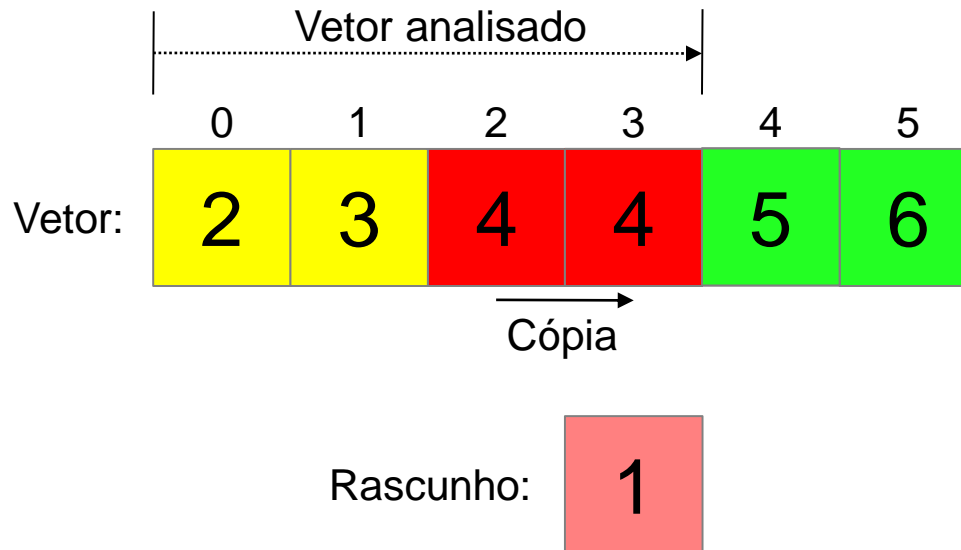 Vetor analisado
0 1 2 3 4 5
Vetor: 2 3 4 4 5 6
Cópia
Rascunho: 1